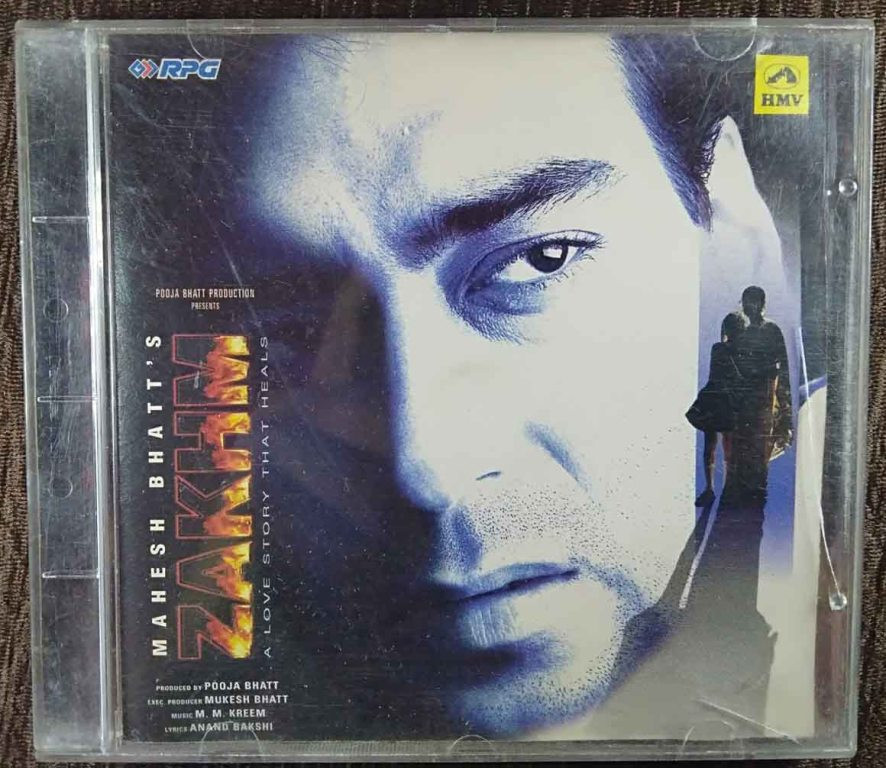 RPG
HMV
POOJA BHATT PRODUCTION
PRESENTS
MAHESH BHATT'S
ZAKHM
A LOVE STORY THAT HEALS
PRODUCED BY POOJA BHATT
EXEC. PRODUCER MUKESH BHATT
MUSIC M. M. KREEM
LYRICS ANAND BAKSHI